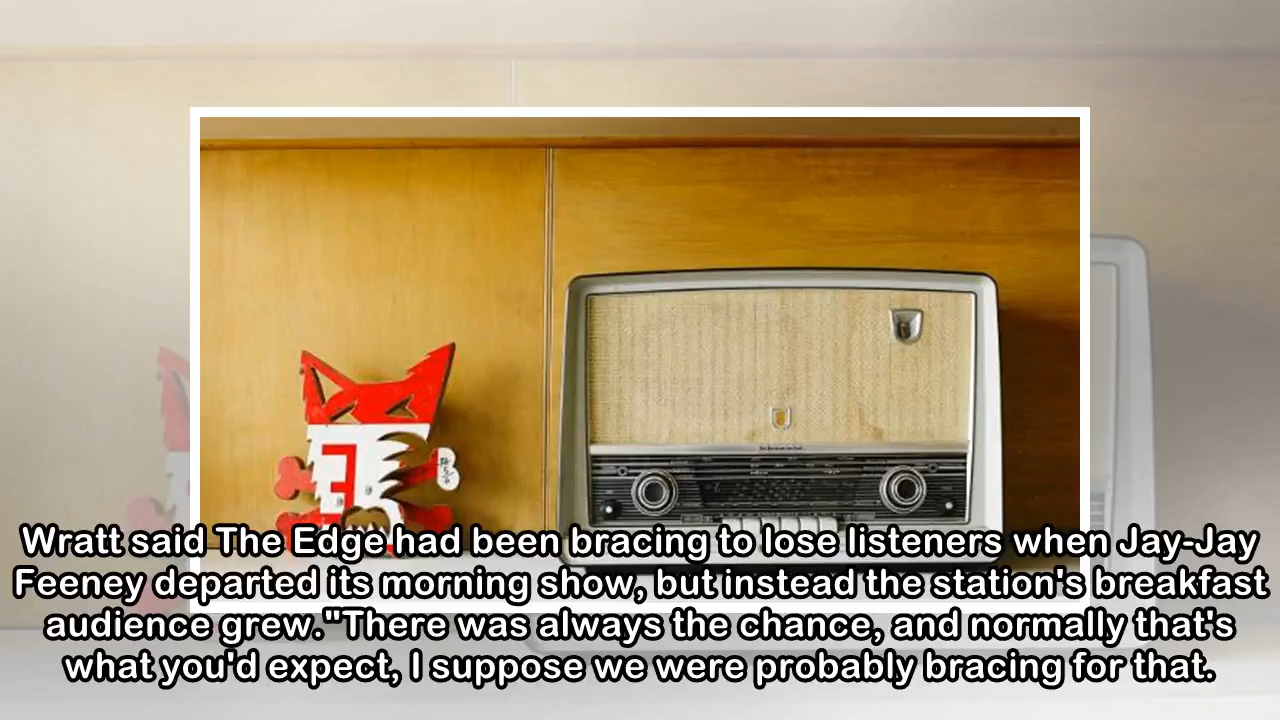 Wratt said The Edge had been bracing to lose listeners when Jay-Jay
Feeney departed its morning show, but instead the station's breakfast
audience grew."There was always the chance, and normally that's
what you'd expect, I suppose we were probably bracing for that.